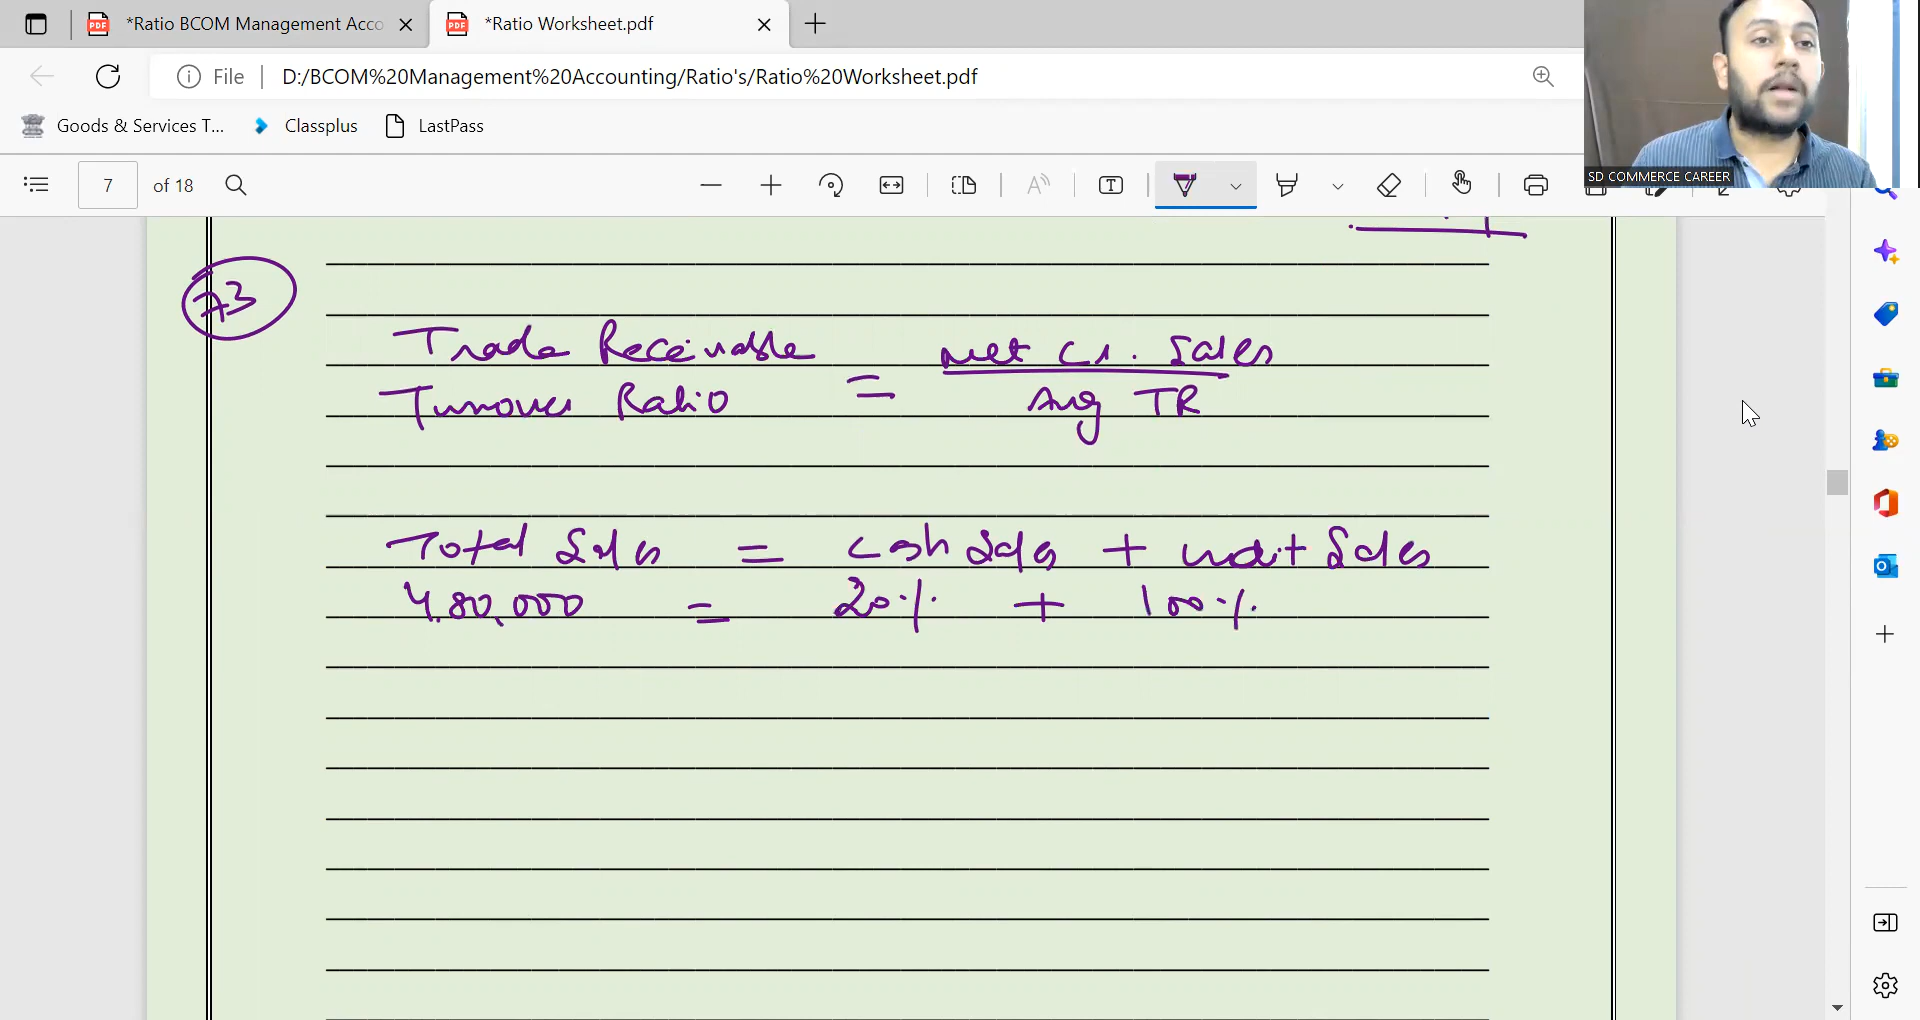 *Ratio BCOM Management Acco
*Ratio Worksheet.pdf
File
D:/BCOM%20Management%20Accounting/Ratio's/Ratio%20Worksheet.pdf
Goods & Services T...
Classplus
LastPass
7 of 18
SD COMMERCE CAREER
73
Trade Receivable
Turnover Ratio
=
Net Cr. Sales
Avg TR
Total Sales = Cash Sales + Credit Sales
4,80,000 = 20% + 100%